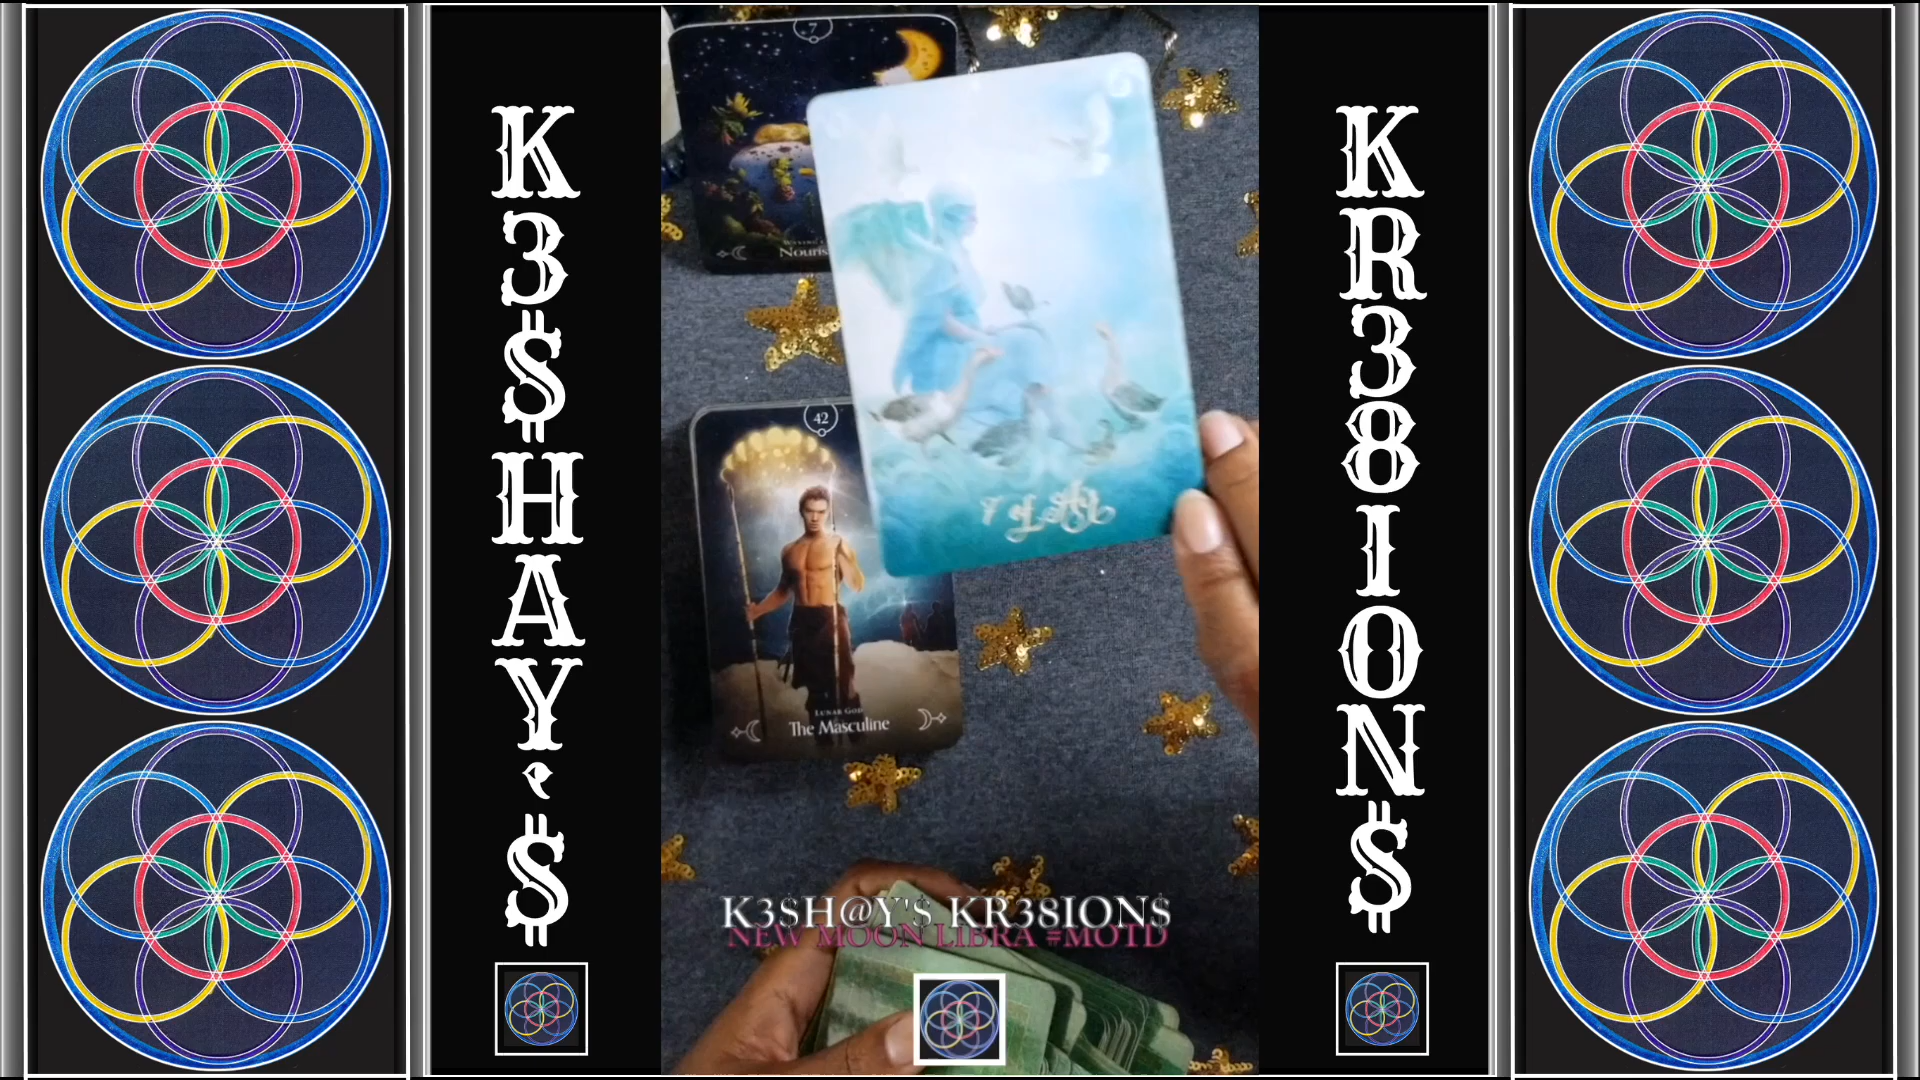 K3$HAY'$
7
Nouris
42
LUNAR GOD
The Masculine
K3$H@Y'$ KR38ION$
NEW MOON LIBRA #MOTD
KR38ION$